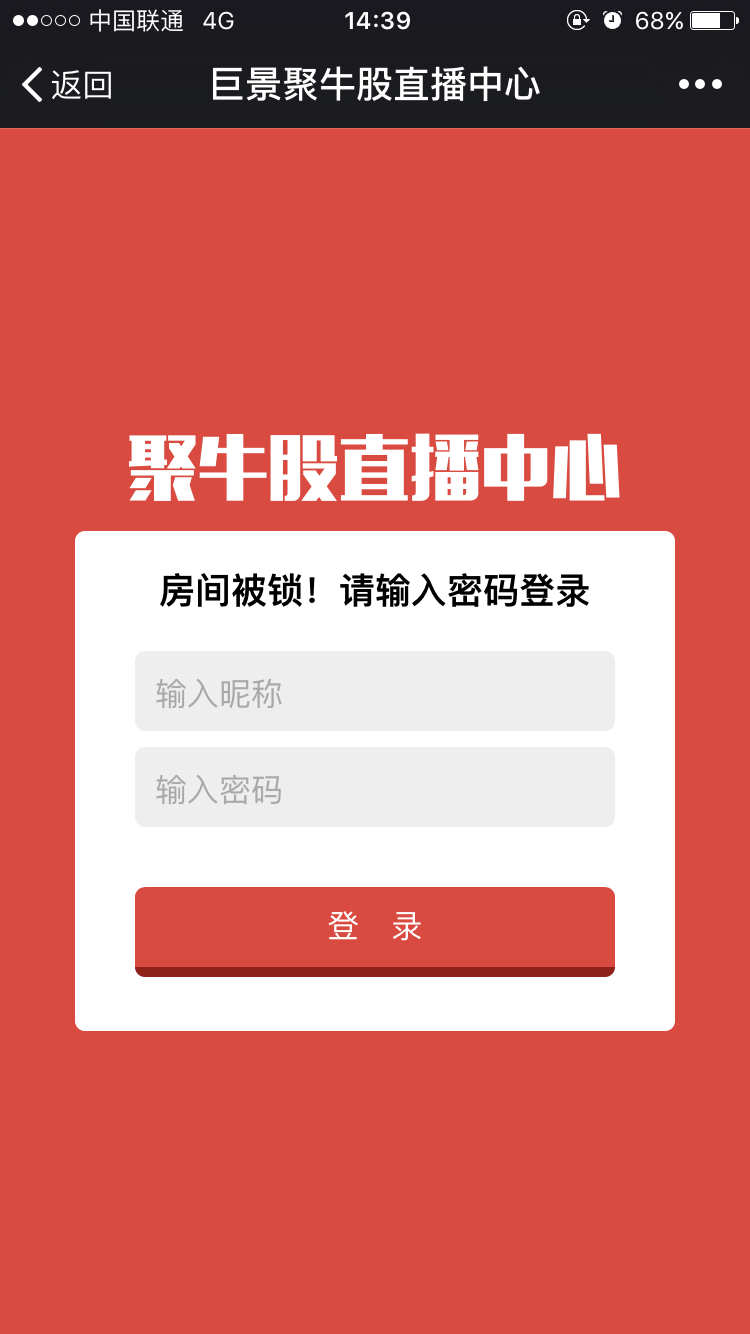 中国联通 4G 14:39 68%
返回 巨景聚牛股直播中心
聚牛股直播中心
房间被锁！请输入密码登录
输入昵称
输入密码
登 录